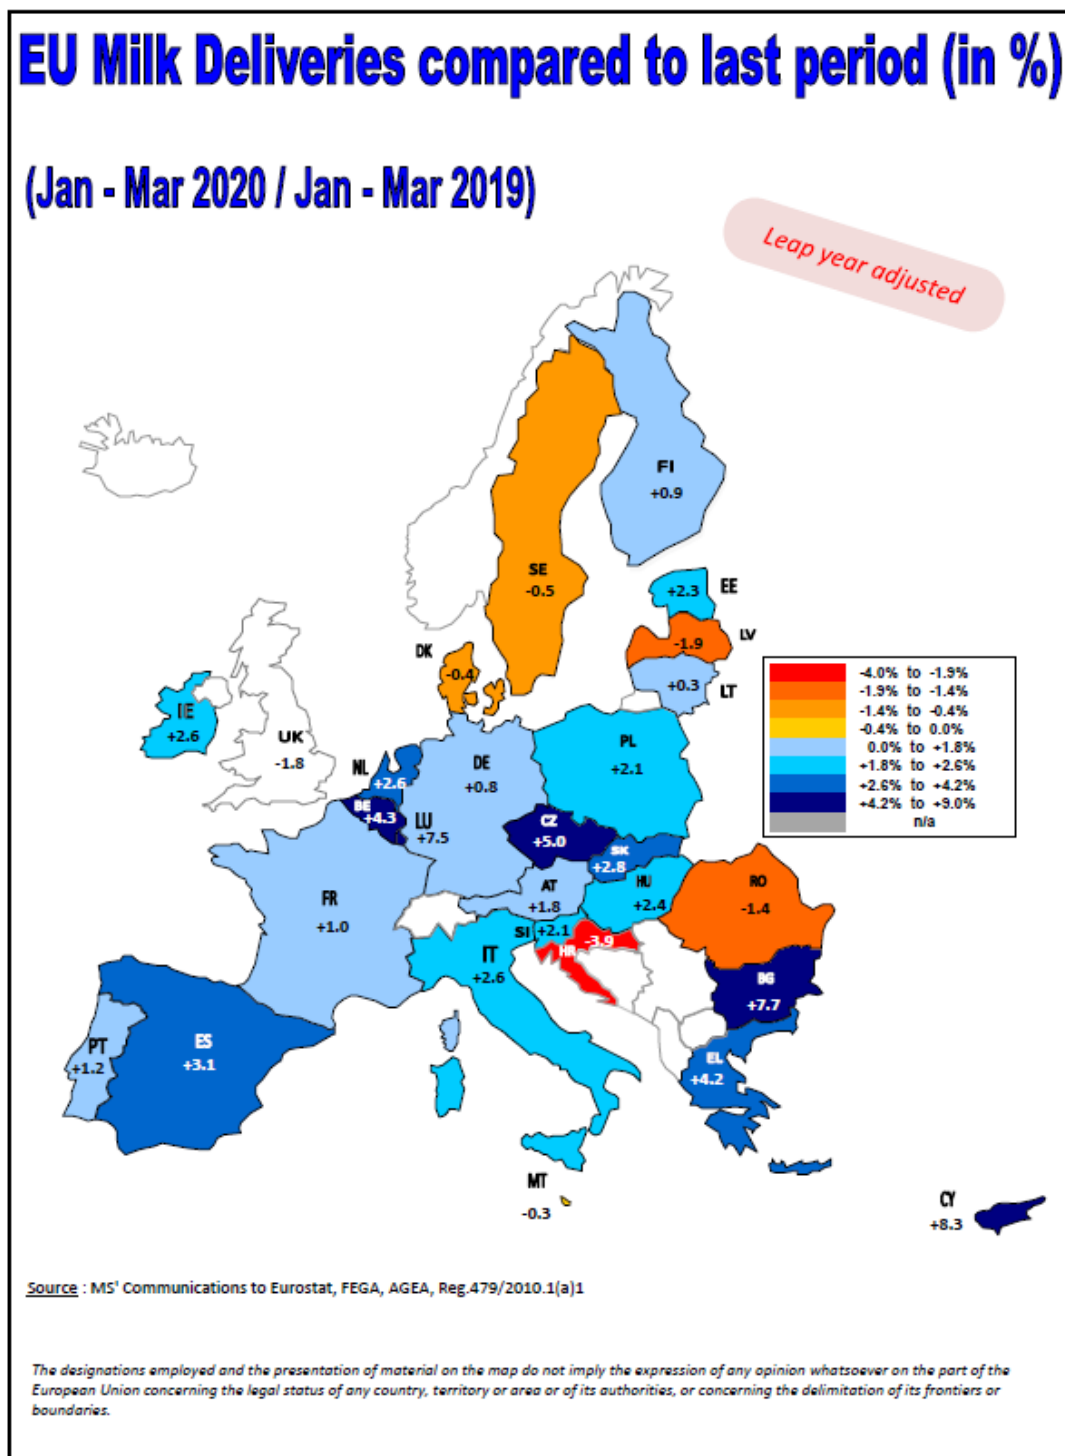 EU Milk Deliveries compared to last period (in %)
(Jan - Mar 2020 / Jan - Mar 2019)
Leap year adjusted
FI
+0.9
SE
-0.5
+2.3 EE
LV
-1.9
DK
-0.4
+0.3 LT
-4.0% to -1.9%
-1.9% to -1.4%
-1.4% to -0.4%
-0.4% to 0.0%
0.0% to +1.8%
+1.8% to +2.6%
+2.6% to +4.2%
+4.2% to +9.0%
n/a
IE
+2.6
UK
-1.8
NL
+2.6
DE
+0.8
PL
+2.1
BE
+4.3
LU
+7.5
CZ
+5.0
SK
+2.8
FR
+1.0
AT
+1.8
HU
+2.4
RO
-1.4
SI +2.1
HR -3.9
IT
+2.6
BG
+7.7
PT
+1.2
ES
+3.1
EL
+4.2
MT
-0.3
CY
+8.3
Source : MS' Communications to Eurostat, FEGA, AGEA, Reg.479/2010.1(a)1
The designations employed and the presentation of material on the map do not imply the expression of any opinion whatsoever on the part of the
European Union concerning the legal status of any country, territory or area or of its authorities, or concerning the delimitation of its frontiers or
boundaries.